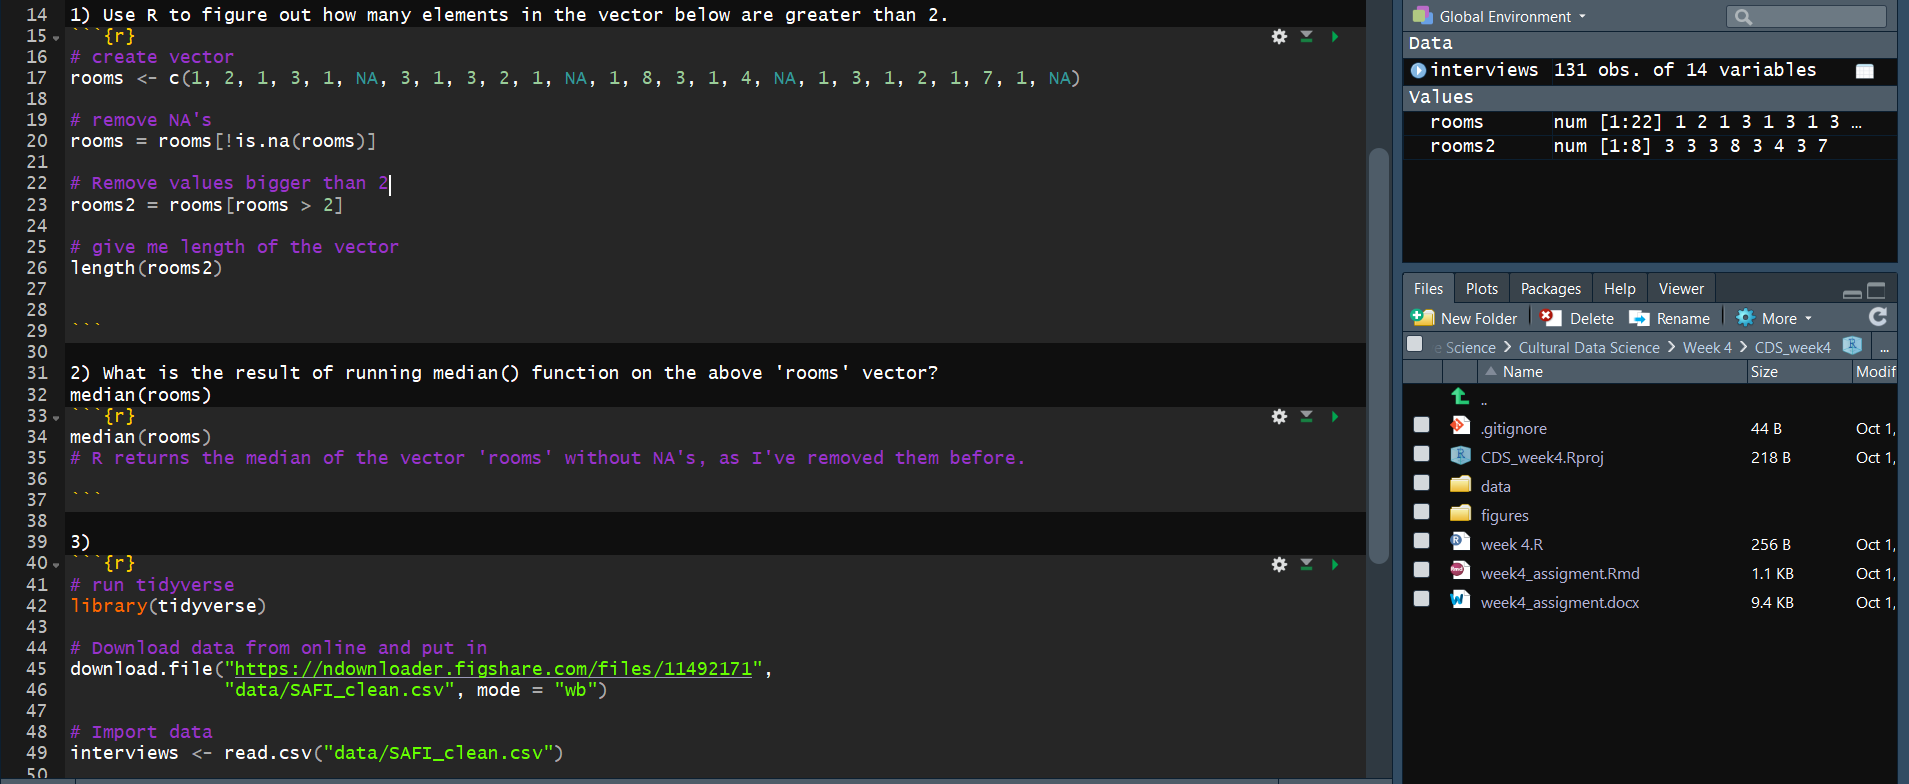 14 1) Use R to figure out how many elements in the vector below are greater than 2.
15 ```{r}
16 # create vector
17 rooms <- c(1, 2, 1, 3, 1, NA, 3, 1, 3, 2, 1, NA, 1, 8, 3, 1, 4, NA, 1, 3, 1, 2, 1, 7, 1, NA)
18
19 # remove NA's
20 rooms = rooms[!is.na(rooms)]
21
22 # Remove values bigger than 2
23 rooms2 = rooms[rooms > 2]
24
25 # give me length of the vector
26 length(rooms2)
27
28
29 ```
30
31 2) What is the result of running median() function on the above 'rooms' vector?
32 median(rooms)
33 ```{r}
34 median(rooms)
35 # R returns the median of the vector 'rooms' without NA's, as I've removed them before.
36
37 ```
38
39 3)
40 ```{r}
41 # run tidyverse
42 library(tidyverse)
43
44 # Download data from online and put in
45 download.file("https://ndownloader.figshare.com/files/11492171",
46 "data/SAFI_clean.csv", mode = "wb")
47
48 # Import data
49 interviews <- read.csv("data/SAFI_clean.csv")
50
Global Environment
Data
interviews 131 obs. of 14 variables
Values
rooms num [1:22] 1 2 1 3 1 3 1 3 …
rooms2 num [1:8] 3 3 3 8 3 4 3 7
Files Plots Packages Help Viewer
New Folder Delete Rename More
e Science > Cultural Data Science > Week 4 > CDS_week4 R ...
Name Size Modif
..
.gitignore 44 B Oct 1,
CDS_week4.Rproj 218 B Oct 1,
data
figures
week 4.R 256 B Oct 1,
week4_assigment.Rmd 1.1 KB Oct 1,
week4_assigment.docx 9.4 KB Oct 1,